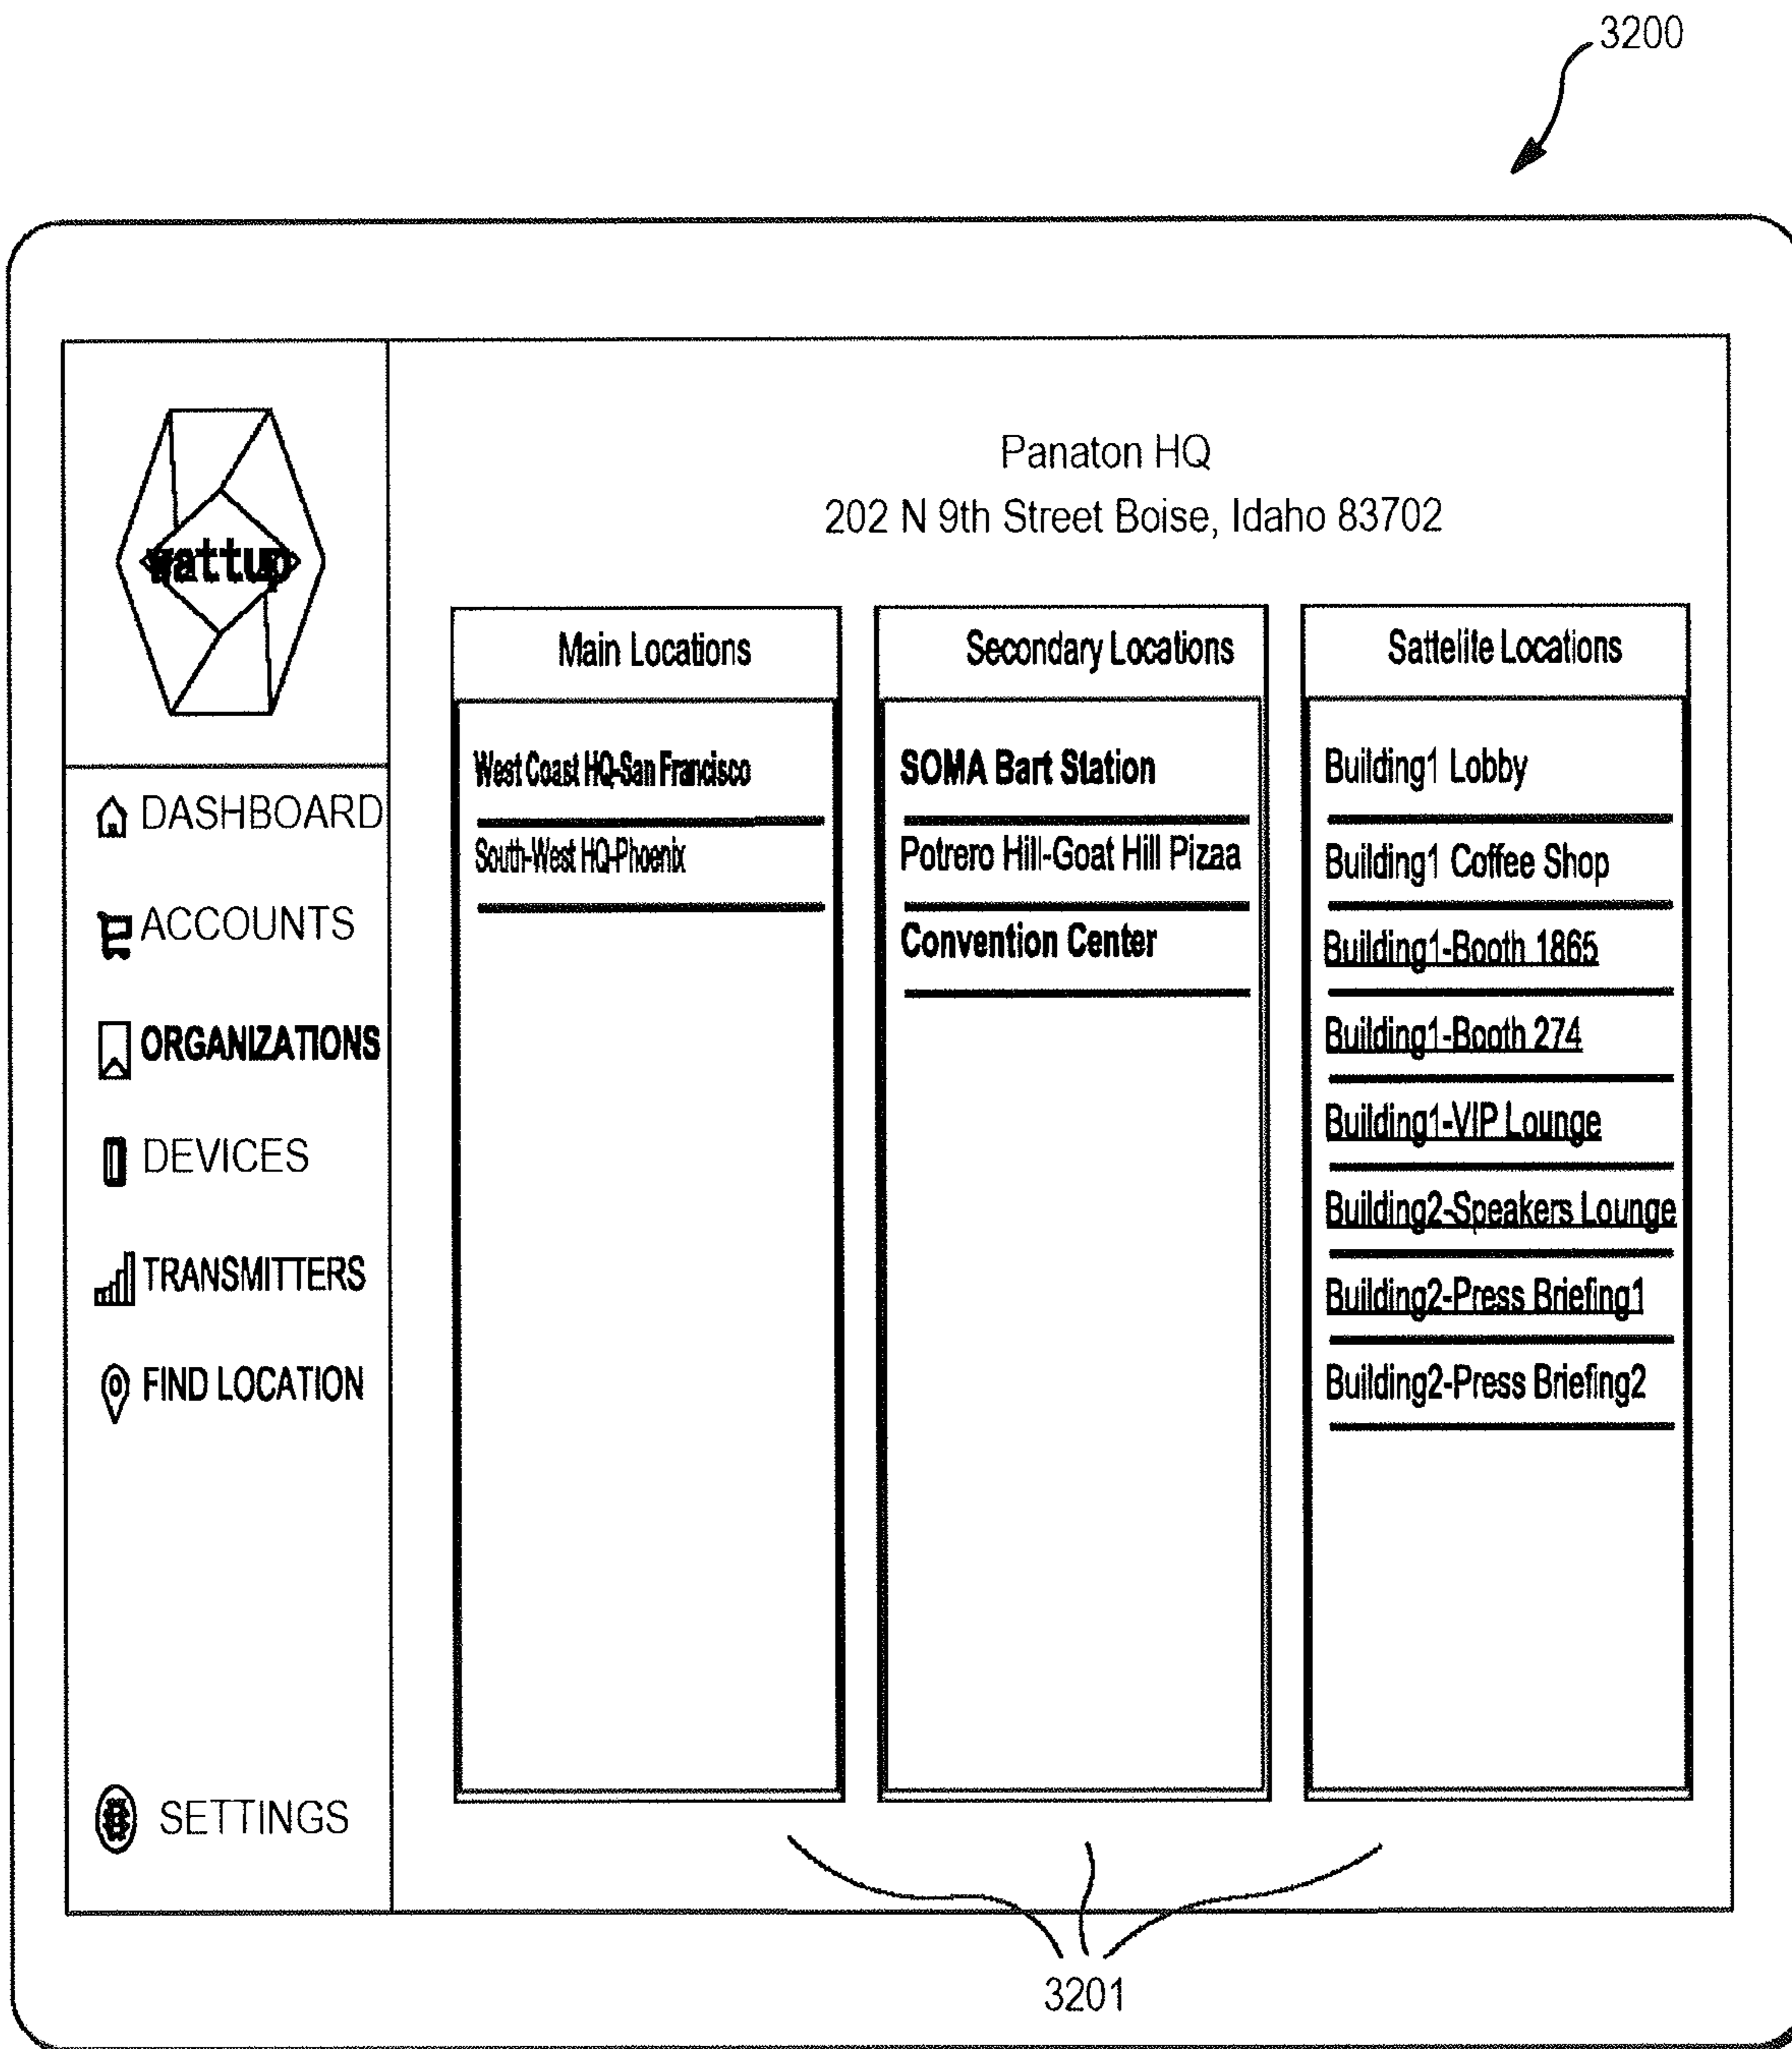 3200
wattup
DASHBOARD
ACCOUNTS
ORGANIZATIONS
DEVICES
TRANSMITTERS
FIND LOCATION
SETTINGS
Panaton HQ
202 N 9th Street Boise, Idaho 83702
Main Locations
West Coast HQ-San Francisco
South-West HQ-Phoenix
Secondary Locations
SOMA Bart Station
Potrero Hill-Goat Hill Pizaa
Convention Center
Sattelite Locations
Building1 Lobby
Building1 Coffee Shop
Building1-Booth 1865
Building1-Booth 274
Building1-VIP Lounge
Building2-Speakers Lounge
Building2-Press Briefing1
Building2-Press Briefing2
3201